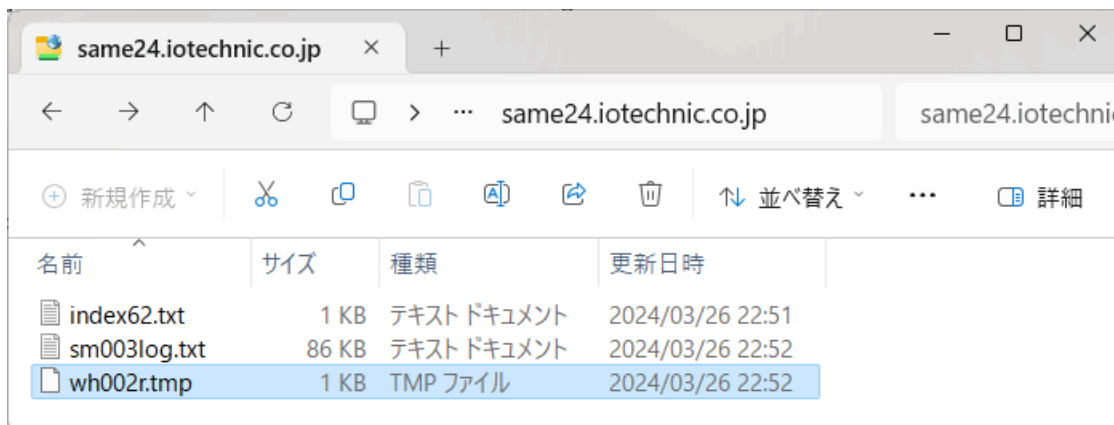 same24.iotechnic.co.jp
same24.iotechnic.co.jp same24.iotechni
新規作成 並べ替え 詳細
名前 サイズ 種類 更新日時
index62.txt 1 KB テキスト ドキュメント 2024/03/26 22:51
sm003log.txt 86 KB テキスト ドキュメント 2024/03/26 22:52
wh002r.tmp 1 KB TMP ファイル 2024/03/26 22:52